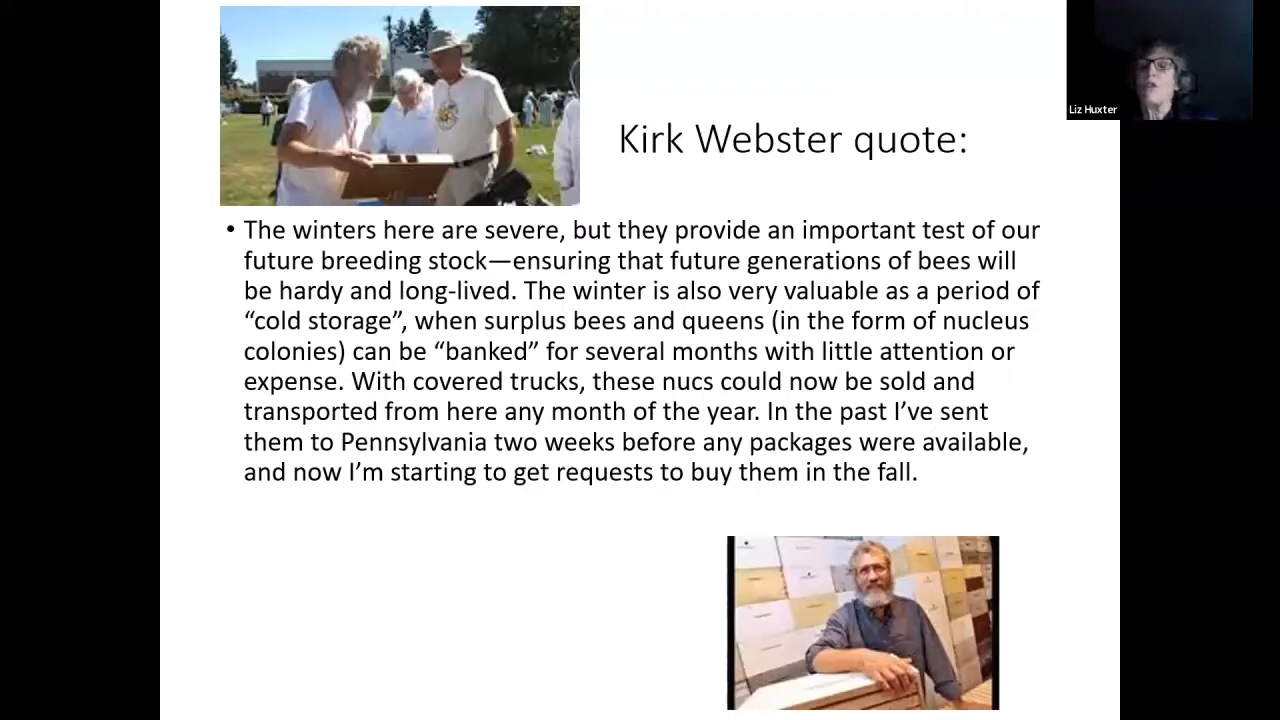 Liz Huxter
Kirk Webster quote:
• The winters here are severe, but they provide an important test of our
future breeding stock—ensuring that future generations of bees will
be hardy and long-lived. The winter is also very valuable as a period of
“cold storage”, when surplus bees and queens (in the form of nucleus
colonies) can be “banked” for several months with little attention or
expense. With covered trucks, these nucs could now be sold and
transported from here any month of the year. In the past I’ve sent
them to Pennsylvania two weeks before any packages were available,
and now I’m starting to get requests to buy them in the fall.